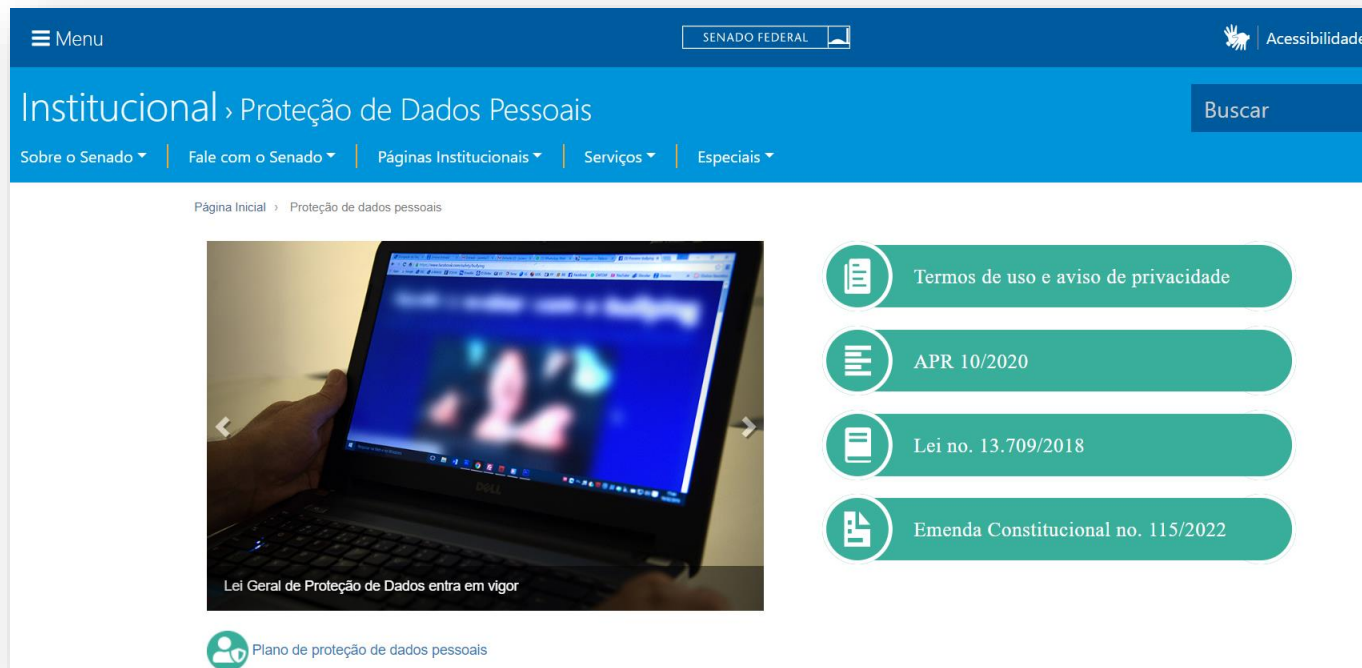 Menu
SENADO FEDERAL
Acessibilidade
Institucional › Proteção de Dados Pessoais
Buscar
Sobre o Senado
Fale com o Senado
Páginas Institucionais
Serviços
Especiais
Página Inicial › Proteção de dados pessoais
DELL
Lei Geral de Proteção de Dados entra em vigor
Termos de uso e aviso de privacidade
APR 10/2020
Lei no. 13.709/2018
Emenda Constitucional no. 115/2022
Plano de proteção de dados pessoais